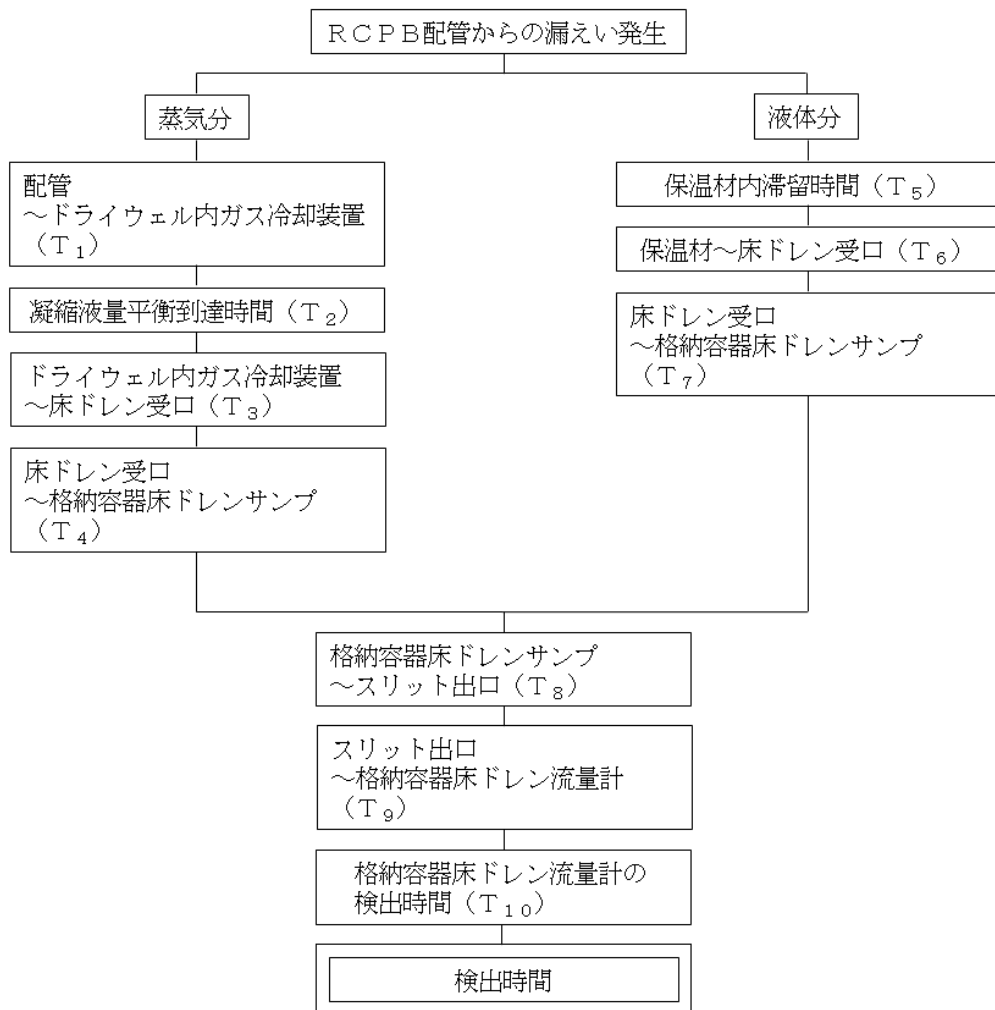 ＲＣＰＢ配管からの漏えい発生
蒸気分
配管
～ドライウェル内ガス冷却装置
（Ｔ₁）
凝縮液量平衡到達時間（Ｔ₂）
ドライウェル内ガス冷却装置
～床ドレン受口（Ｔ₃）
床ドレン受口
～格納容器床ドレンサンプ
（Ｔ₄）
液体分
保温材内滞留時間（Ｔ₅）
保温材～床ドレン受口（Ｔ₆）
床ドレン受口
～格納容器床ドレンサンプ
（Ｔ₇）
格納容器床ドレンサンプ
～スリット出口（Ｔ₈）
スリット出口
～格納容器床ドレン流量計
（Ｔ₉）
格納容器床ドレン流量計の
検出時間（Ｔ₁₀）
検出時間